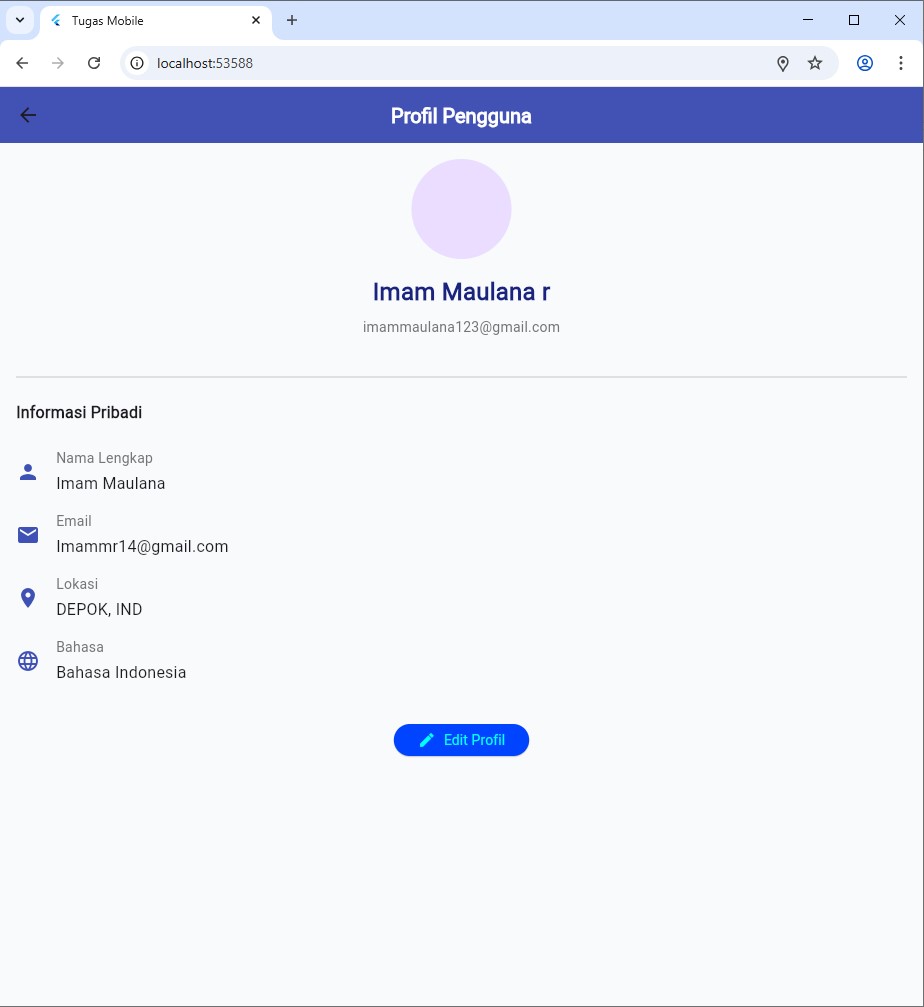 Tugas Mobile
localhost:53588
Profil Pengguna
Imam Maulana r
imammaulana123@gmail.com
Informasi Pribadi
Nama Lengkap
Imam Maulana
Email
Imammr14@gmail.com
Lokasi
DEPOK, IND
Bahasa
Bahasa Indonesia
Edit Profil